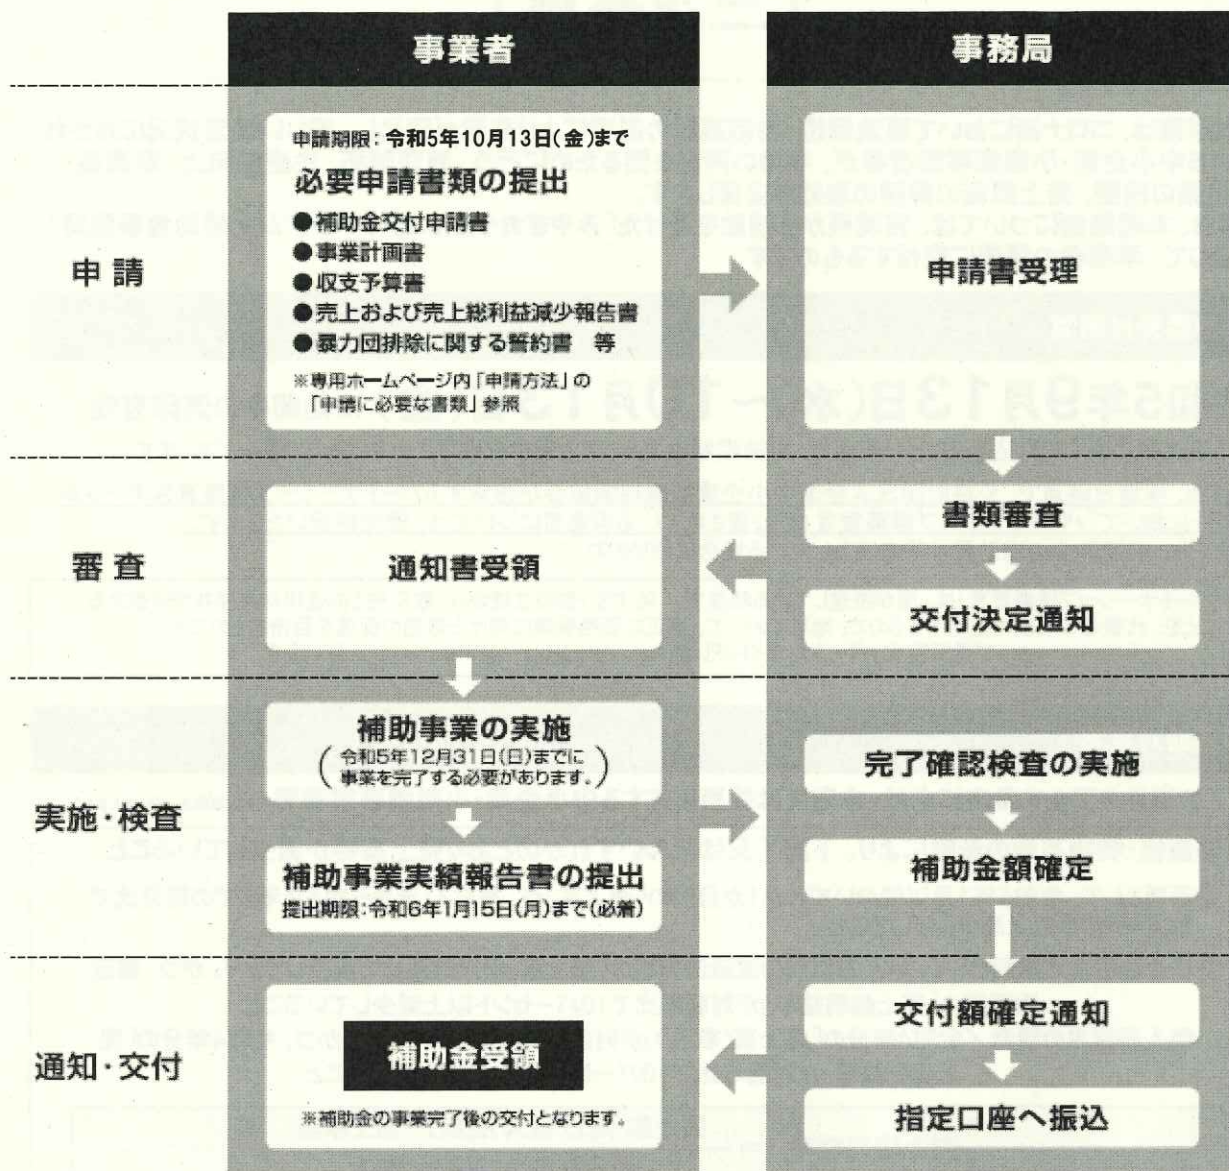 事業者
事務局
申請
申請期限：令和5年10月13日(金)まで
必要申請書類の提出
●補助金交付申請書
●事業計画書
●収支予算書
●売上および売上総利益減少報告書
●暴力団排除に関する誓約書　等
※専用ホームページ内「申請方法」の
「申請に必要な書類」参照
申請書受理
審査
通知書受領
書類審査
交付決定通知
実施・検査
補助事業の実施
(令和5年12月31日(日)までに
事業を完了する必要があります。)
補助事業実績報告書の提出
提出期限：令和6年1月15日(月)まで(必着)
完了確認検査の実施
補助金額確定
通知・交付
補助金受領
※補助金の事業完了後の交付となります。
交付額確定通知
指定口座へ振込